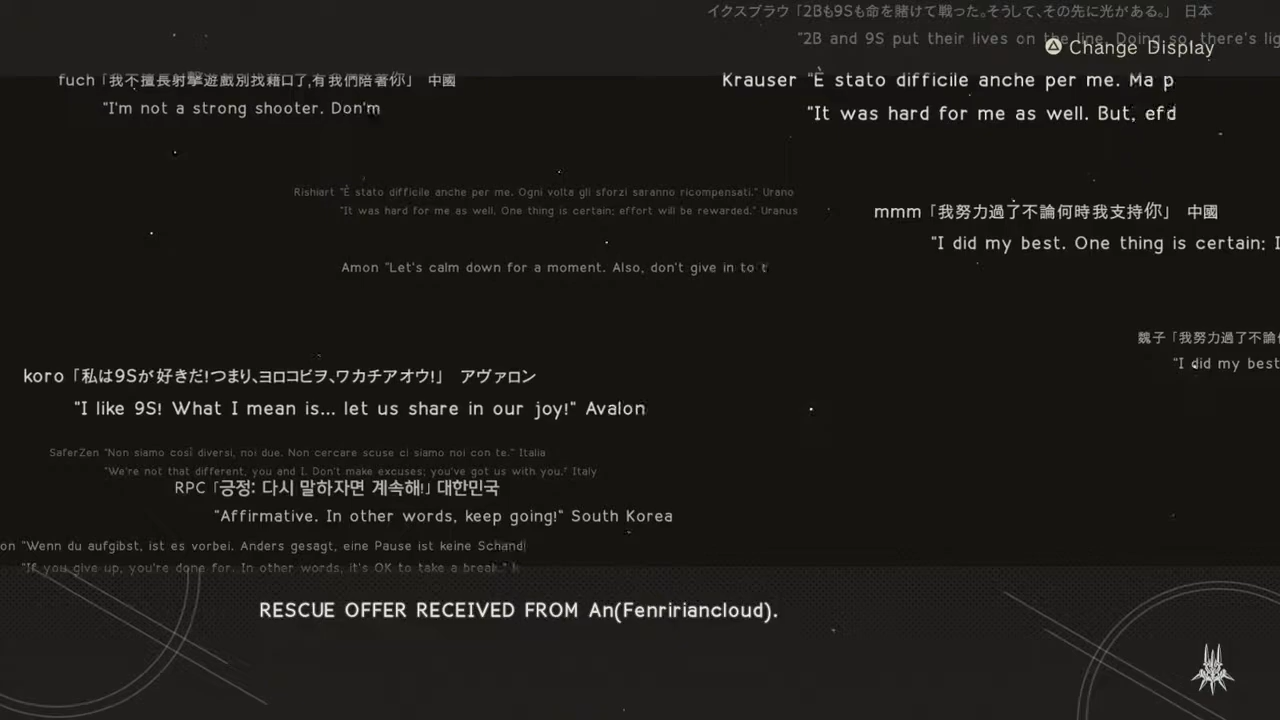 イクスブラウ「2Bも9Sも命を賭けて戦った。そうして、その先に光がある。」 日本
"2B and 9S put their lives on the line. Doing so, there's lig
Change Display
fuch「我不擅長射擊遊戲別找藉口了,有我們陪著你」 中國
"I'm not a strong shooter. Don'm
Krauser "È stato difficile anche per me. Ma p
"It was hard for me as well. But, efd
Rishiart "È stato difficile anche per me. Ogni volta gli sforzi saranno ricompensati." Urano
"It was hard for me as well. One thing is certain: effort will be rewarded." Uranus
mmm「我努力過了不論何時我支持你」 中國
"I did my best. One thing is certain: I
Amon "Let's calm down for a moment. Also, don't give in to t
魏子「我努力過了不論
"I did my best
koro「私は9Sが好きだ!つまり、ヨロコビヲ、ワカチアオウ!」 アヴァロン
"I like 9S! What I mean is... let us share in our joy!" Avalon
SaferZen "Non siamo così diversi, noi due. Non cercare scuse ci siamo noi con te." Italia
"We're not that different, you and I. Don't make excuses; you've got us with you." Italy
RPC「긍정: 다시 말하자면 계속해!」 대한민국
"Affirmative. In other words, keep going!" South Korea
on "Wenn du aufgibst, ist es vorbei. Anders gesagt, eine Pause ist keine Schand
"If you give up, you're done for. In other words, it's OK to take a break."
RESCUE OFFER RECEIVED FROM An(Fenririancloud).